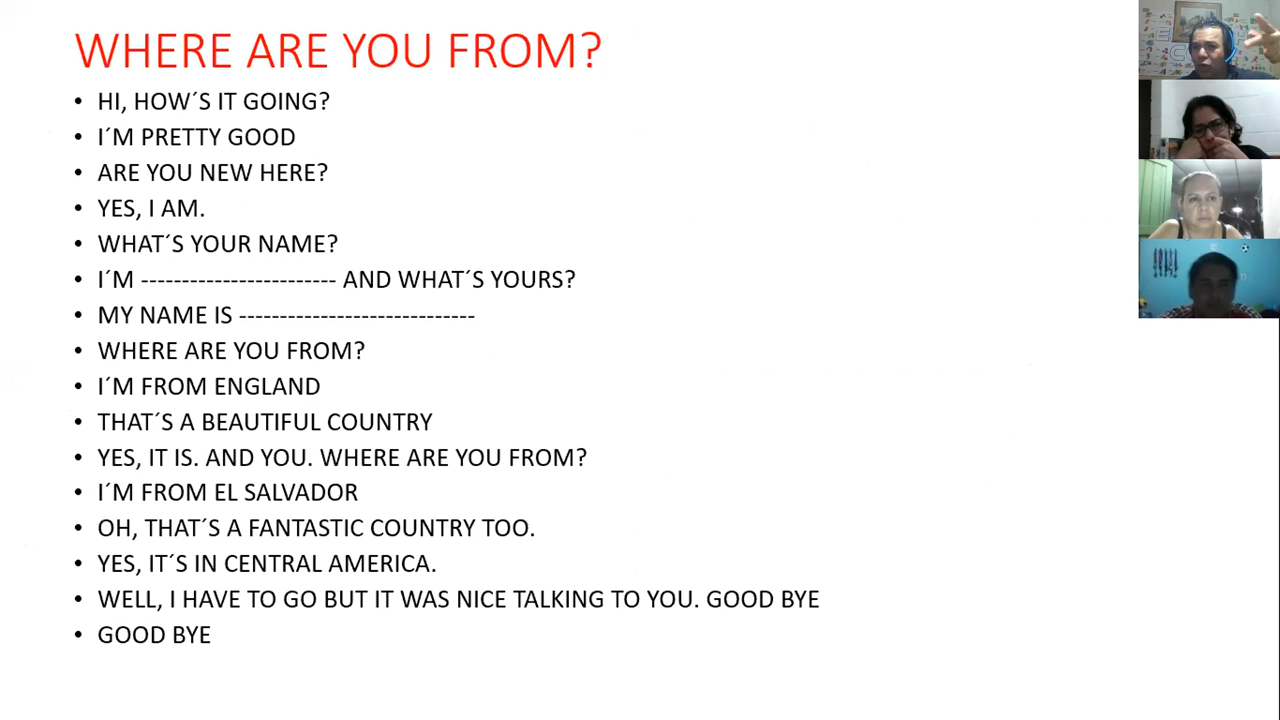 WHERE ARE YOU FROM?
• HI, HOW´S IT GOING?
• I´M PRETTY GOOD
• ARE YOU NEW HERE?
• YES, I AM.
• WHAT´S YOUR NAME?
• I´M ------------------------ AND WHAT´S YOURS?
• MY NAME IS -----------------------------
• WHERE ARE YOU FROM?
• I´M FROM ENGLAND
• THAT´S A BEAUTIFUL COUNTRY
• YES, IT IS. AND YOU. WHERE ARE YOU FROM?
• I´M FROM EL SALVADOR
• OH, THAT´S A FANTASTIC COUNTRY TOO.
• YES, IT´S IN CENTRAL AMERICA.
• WELL, I HAVE TO GO BUT IT WAS NICE TALKING TO YOU. GOOD BYE
• GOOD BYE